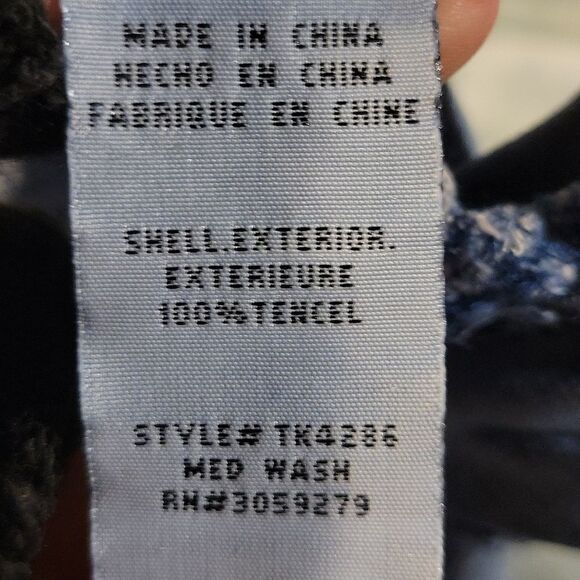 MADE IN CHINA
HECHO EN CHINA
FABRIQUE EN CHINE
SHELL.EXTERIOR.
EXTERIEURE
100%TENCEL
STYLE# TK4286
MED WASH
RN#3059279